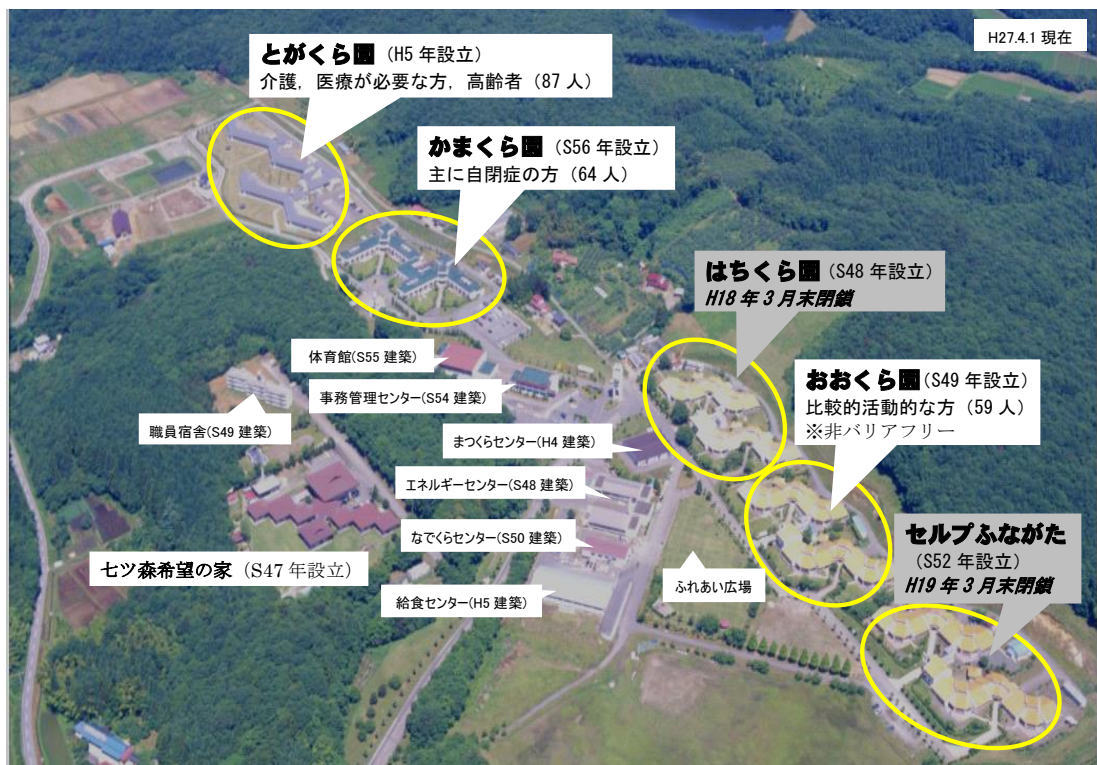 H27.4.1 現在
とがくら園 (H5 年設立)
介護，医療が必要な方，高齢者（87 人）
かまくら園 (S56 年設立)
主に自閉症の方（64 人）
はちくら園 (S48 年設立)
H18 年 3 月末閉鎖
体育館(S55 建築)
事務管理センター(S54 建築)
おおくら園 (S49 年設立)
比較的活動的な方（59 人）
※非バリアフリー
職員宿舎(S49 建築)
まつくらセンター(H4 建築)
エネルギーセンター(S48 建築)
なでくらセンター(S50 建築)
セルプふながた
(S52 年設立)
H19 年 3 月末閉鎖
七ツ森希望の家（S47 年設立）
ふれあい広場
給食センター(H5 建築)